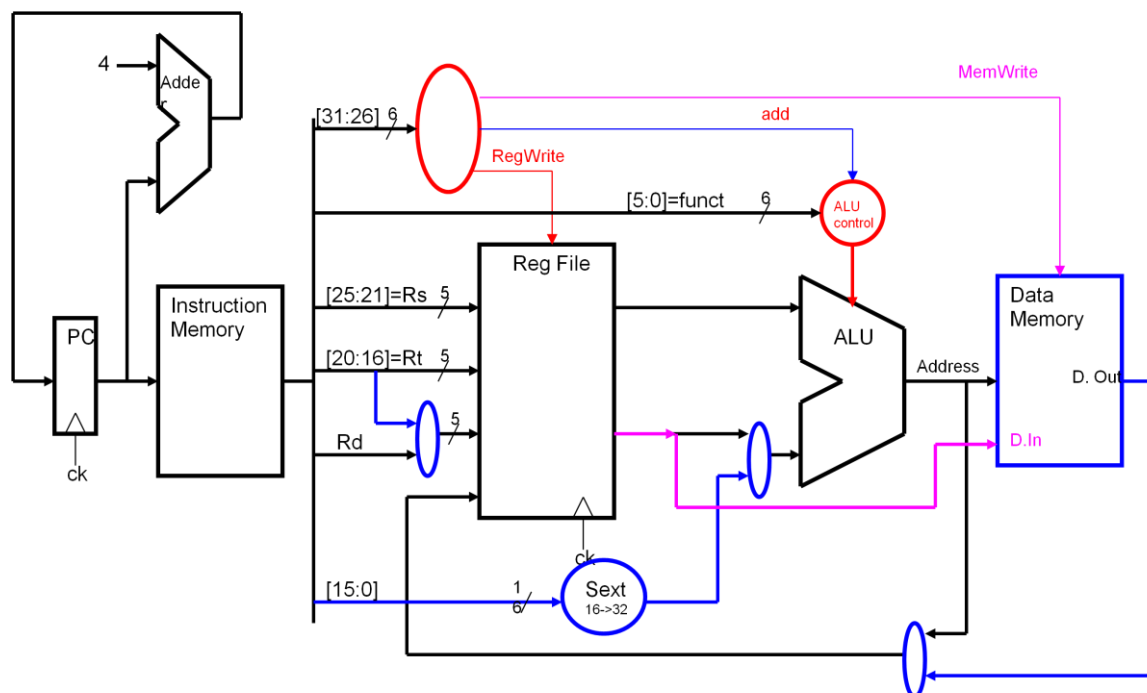 MemWrite
4
Adde
r
[31:26]
6
add
RegWrite
[5:0]=funct
6
ALU
control
Reg File
Instruction
Memory
[25:21]=Rs
5
Data
Memory
PC
ALU
[20:16]=Rt
5
Address
D. Out
5
Rd
D.In
ck
ck
[15:0]
1
6
Sext
16->32